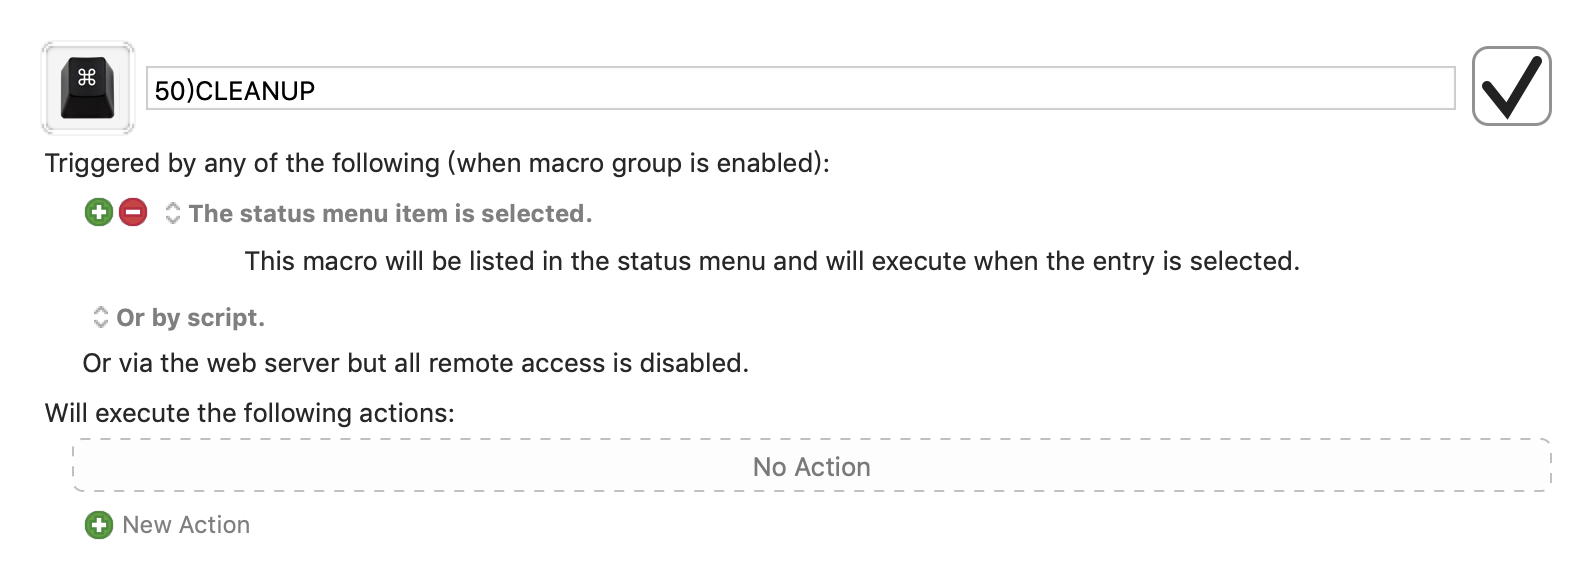 ⌘
50)CLEANUP
Triggered by any of the following (when macro group is enabled):
The status menu item is selected.
This macro will be listed in the status menu and will execute when the entry is selected.
Or by script.
Or via the web server but all remote access is disabled.
Will execute the following actions:
No Action
New Action